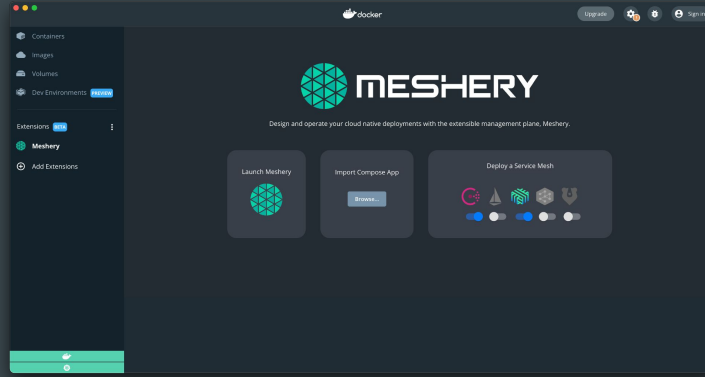 docker
Upgrade
Sign in
Containers
Images
Volumes
Dev Environments PREVIEW
Extensions BETA
Meshery
Add Extensions
MESHERY
Design and operate your cloud native deployments with the extensible management plane, Meshery.
Launch Meshery
Import Compose App
Browse...
Deploy a Service Mesh